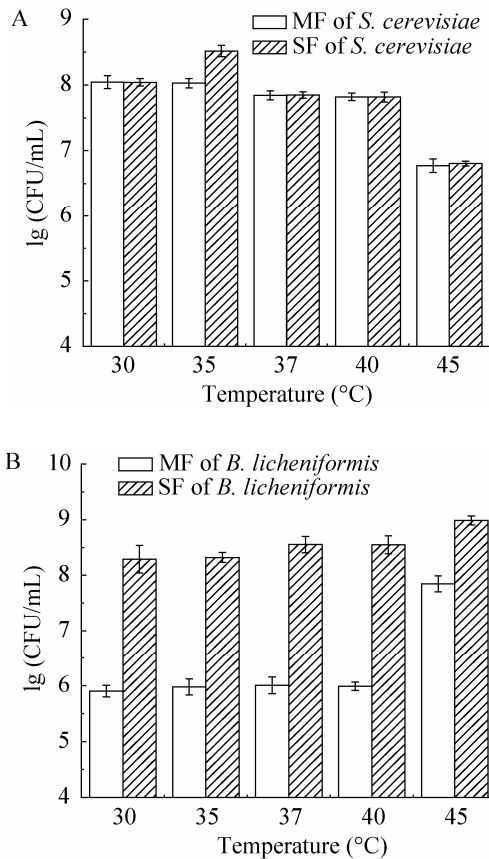 A
MF of S. cerevisiae
SF of S. cerevisiae
9
8
7
6
5
4
lg (CFU/mL)
30 35 37 40 45
Temperature (°C)
B
MF of B. licheniformis
SF of B. licheniformis
10
9
8
7
6
5
4
lg (CFU/mL)
30 35 37 40 45
Temperature (°C)